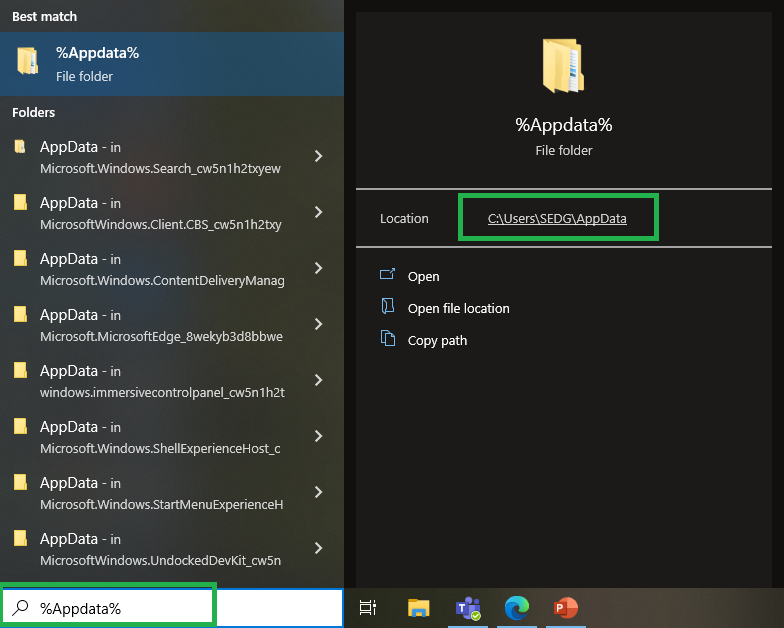 Best match
%Appdata%
File folder
Folders
AppData - in
Microsoft.Windows.Search_cw5n1h2txyew
AppData - in
MicrosoftWindows.Client.CBS_cw5n1h2txy
AppData - in
Microsoft.Windows.ContentDeliveryManag
AppData - in
Microsoft.MicrosoftEdge_8wekyb3d8bbwe
AppData - in
windows.immersivecontrolpanel_cw5n1h2t
AppData - in
Microsoft.Windows.ShellExperienceHost_c
AppData - in
Microsoft.Windows.StartMenuExperienceH
AppData - in
MicrosoftWindows.UndockedDevKit_cw5n
%Appdata%
%Appdata%
File folder
Location C:\Users\SEDG\AppData
Open
Open file location
Copy path